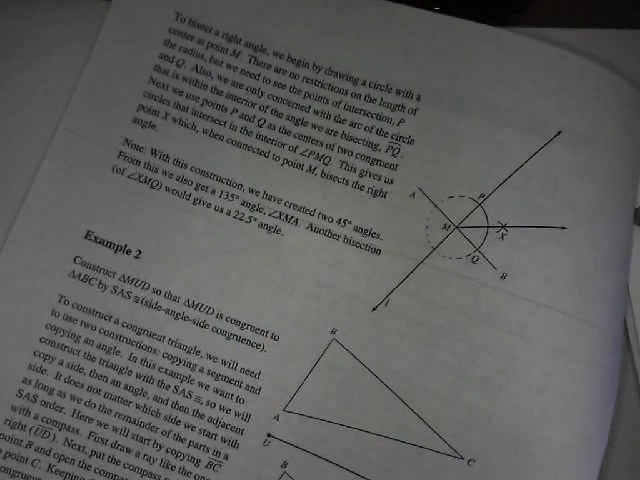 To bisect a right angle, we begin by drawing a circle with a
center at point M. There are no restrictions on the length of
the radius, but we need to see the points of intersection, P
and Q. Also, we are only concerned with the arc of the circle
that is within the interior of the angle we are bisecting, PQ.
Next we use points P and Q as the centers of two congruent
circles that intersect in the interior of ∠PMQ. This gives us
point X which, when connected to point M, bisects the right
angle.
Note: With this construction, we have created two 45° angles.
From this we also get a 135° angle, ∠XMA. Another bisection
(of ∠XMQ) would give us a 22.5° angle.
A
P
M
X
Q
B
Example 2
Construct ΔMUD so that ΔMUD is congruent to
ΔABC by SAS ≅ (side-angle-side congruence).
To construct a congruent triangle, we will need
to use two constructions: copying a segment and
copying an angle. In this example we want to
construct the triangle with the SAS ≅, so we will
copy a side, then an angle, and then the adjacent
side. It does not matter which side we start with
as long as we do the remainder of the parts in a
SAS order. Here we will start by copying BC
with a compass. First draw a ray like the one
right (UD). Next, put the compass
point B and open the
point C. Keeping
B
A
C
U
B